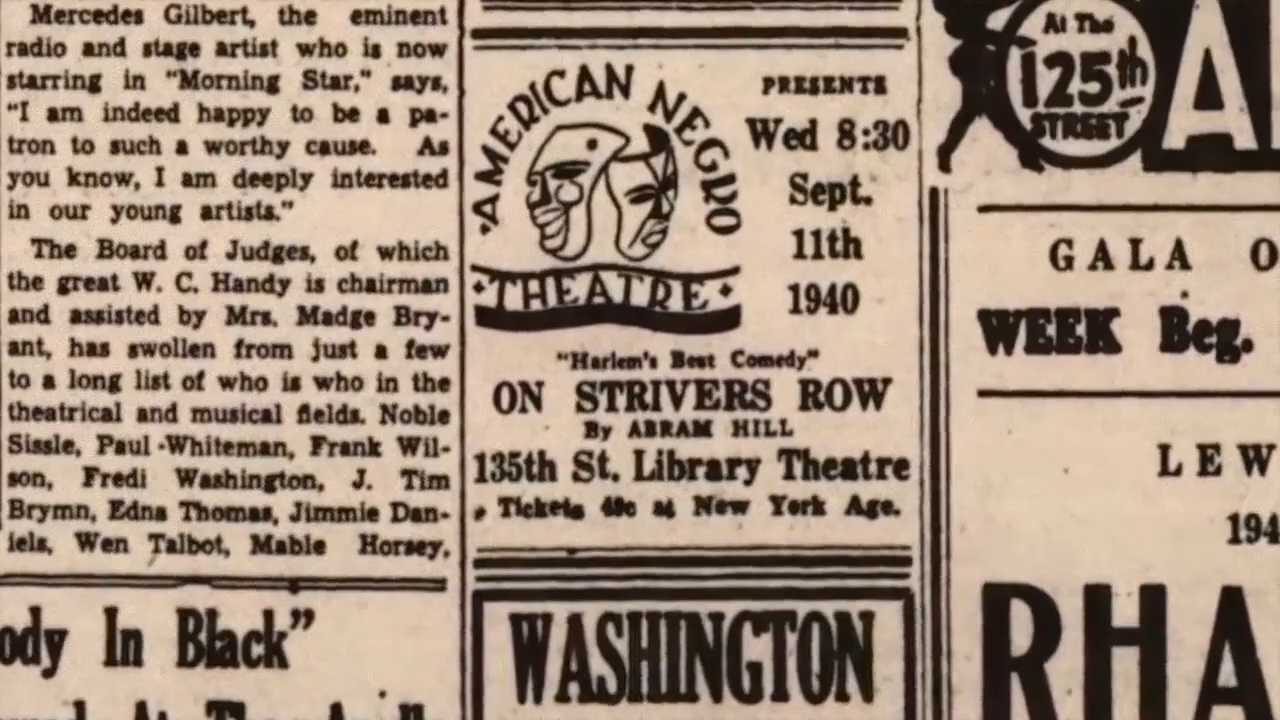 Mercedes Gilbert, the eminent
radio and stage artist who is now
starring in "Morning Star," says,
"I am indeed happy to be a pa-
tron to such a worthy cause. As
you know, I am deeply interested
in our young artists."
The Board of Judges, of which
the great W. C. Handy is chairman
and assisted by Mrs. Madge Bry-
ant, has swollen from just a few
to a long list of who is who in the
theatrical and musical fields. Noble
Sissle, Paul Whiteman, Frank Wil-
son, Fredi Washington, J. Tim
Brymn, Edna Thomas, Jimmie Dan-
iels, Wen Talbot, Mable Horsey,
ody In Black"
At The
AMERICAN NEGRO
THEATRE
PRESENTS
Wed 8:30
Sept.
11th
1940
"Harlem's Best Comedy"
ON STRIVERS ROW
By ABRAM HILL
135th St. Library Theatre
Tickets 49c at New York Age.
WASHINGTON
At The
125th
STREET
A
GALA O
WEEK Beg.
LEW
194
RHA